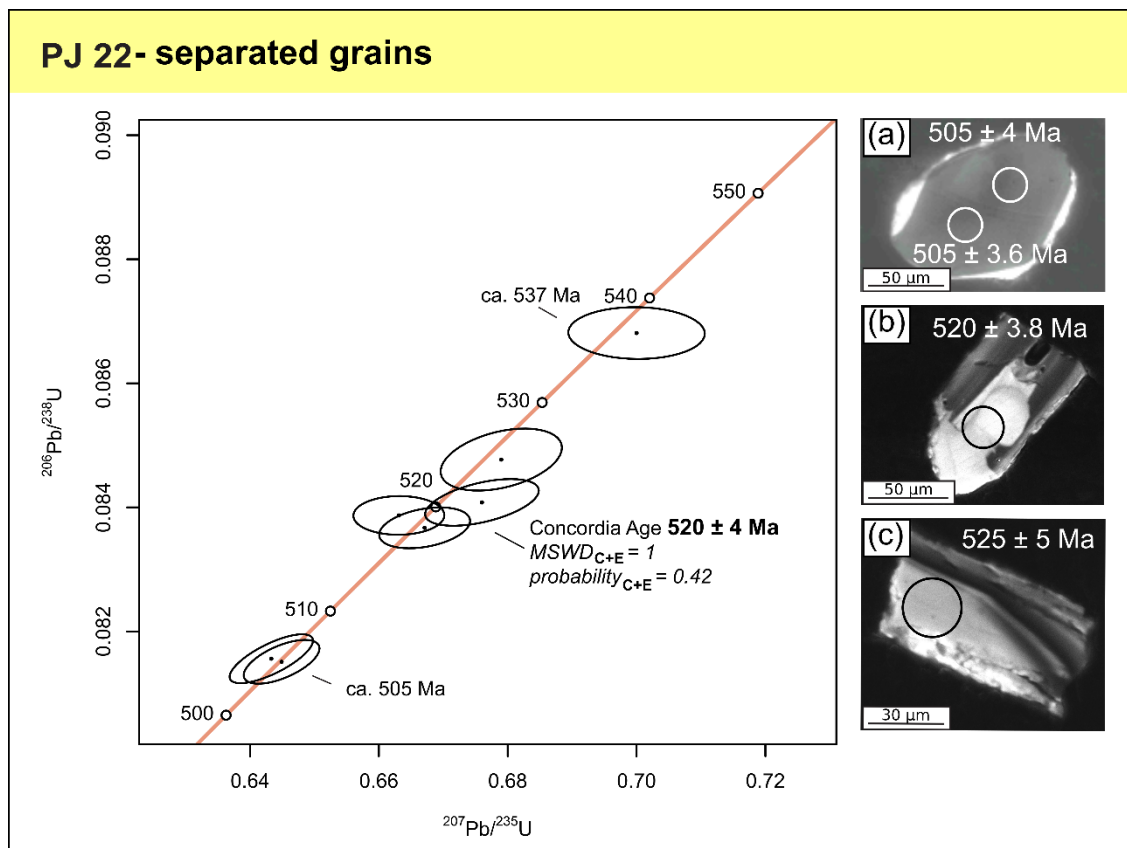 PJ 22- separated grains
0.090
0.088
0.086
0.084
0.082
²⁰⁶Pb/²³⁸U
550
ca. 537 Ma
540
530
520
Concordia Age 520 ± 4 Ma
MSWD C+E = 1
probability C+E = 0.42
510
ca. 505 Ma
500
0.64
0.66
0.68
0.70
0.72
²⁰⁷Pb/²³⁵U
(a)
505 ± 4 Ma
505 ± 3.6 Ma
50 µm
(b)
520 ± 3.8 Ma
50 µm
(c)
525 ± 5 Ma
30 µm